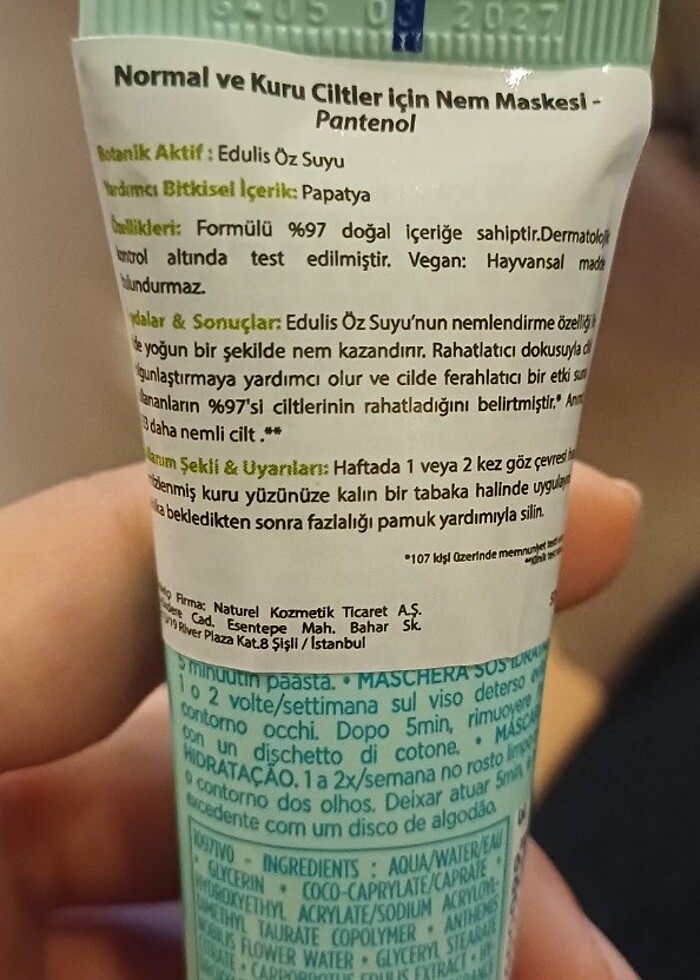 2027
Normal ve Kuru Ciltler için Nem Maskesi -
Pantenol
Botanik Aktif : Edulis Öz Suyu
Yardımcı Bitkisel İçerik: Papatya
Özellikleri: Formülü %97 doğal içeriğe sahiptir.Dermatolojik
kontrol altında test edilmiştir. Vegan: Hayvansal madde
bulundurmaz.
& Sonuçlar: Edulis Öz Suyu'nun nemlendirme özelliği
yoğun bir şekilde nem kazandırır. Rahatlatıcı dokusuyla
yardımcı olur ve cilde ferahlatıcı bir etki
%97'si ciltlerinin rahatladığını belirtmiştir.*
daha nemli cilt .**
Şekli & Uyarıları: Haftada 1 veya 2 kez göz çevresi
kuru yüzünüze kalın bir tabaka halinde
bekledikten sonra fazlalığı pamuk yardımıyla silin.
*107 kişi üzerinde memnuniyet
Firma: Naturel Kozmetik Ticaret A.Ş.
Cad. Esentepe Mah. Bahar Sk.
River Plaza Kat.8 Şişli / İstanbul
5 minuutin päästä. • MASCHERA SOS
1 o 2 volte/settimana sul viso deterso
contorno occhi. Dopo 5min, rimuovere
con un dischetto di cotone. •
HIDRATAÇÃO. 1 a 2x/semana no rosto
o contorno dos olhos. Deixar atuar 5min,
excedente com um disco de algodão.
INGREDIENTS : AQUA/WATER/EAU
• GLYCERIN • COCO-CAPRYLATE/CAPRATE •
HYDROXYETHYL ACRYLATE/SODIUM ACRYLOYL-
DIMETHYL TAURATE COPOLYMER • ANTHEMIS
NOBILIS FLOWER WATER • GLYCERYL STEARATE
• CARPOBROTUS EDULIS EXTRACT •